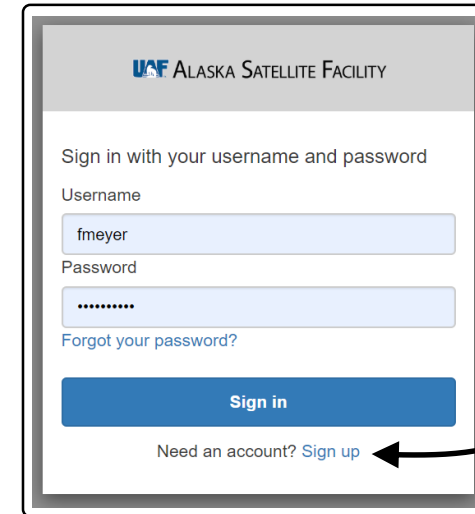 UAF ALASKA SATELLITE FACILITY
Sign in with your username and password
Username
fmeyer
Password
••••••••••
Forgot your password?
Sign in
Need an account? Sign up